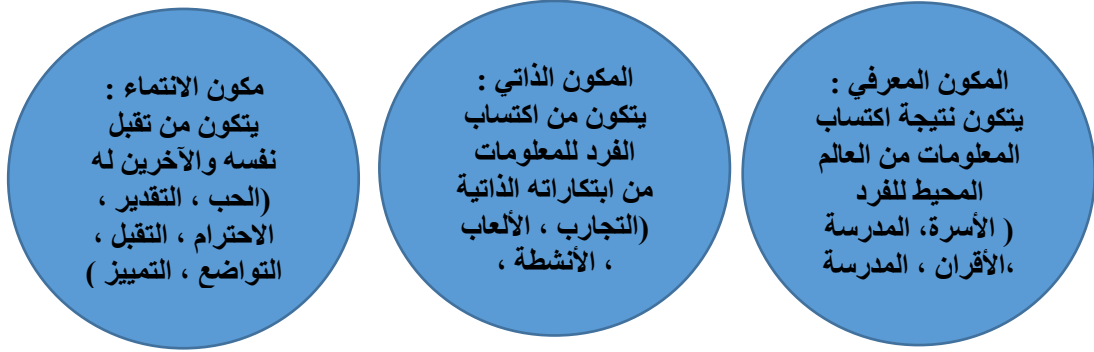 المكون المعرفي :
يتكون نتيجة اكتساب
المعلومات من العالم
المحيط للفرد
( الأسرة، المدرسة
،الأقران ، المدرسة
المكون الذاتي :
يتكون من اكتساب
الفرد للمعلومات
من ابتكاراته الذاتية
(التجارب ، الألعاب
، الأنشطة ،
مكون الانتماء :
يتكون من تقبل
نفسه والآخرين له
(الحب ، التقدير ،
الاحترام ، التقبل ،
التواضع ، التمييز )